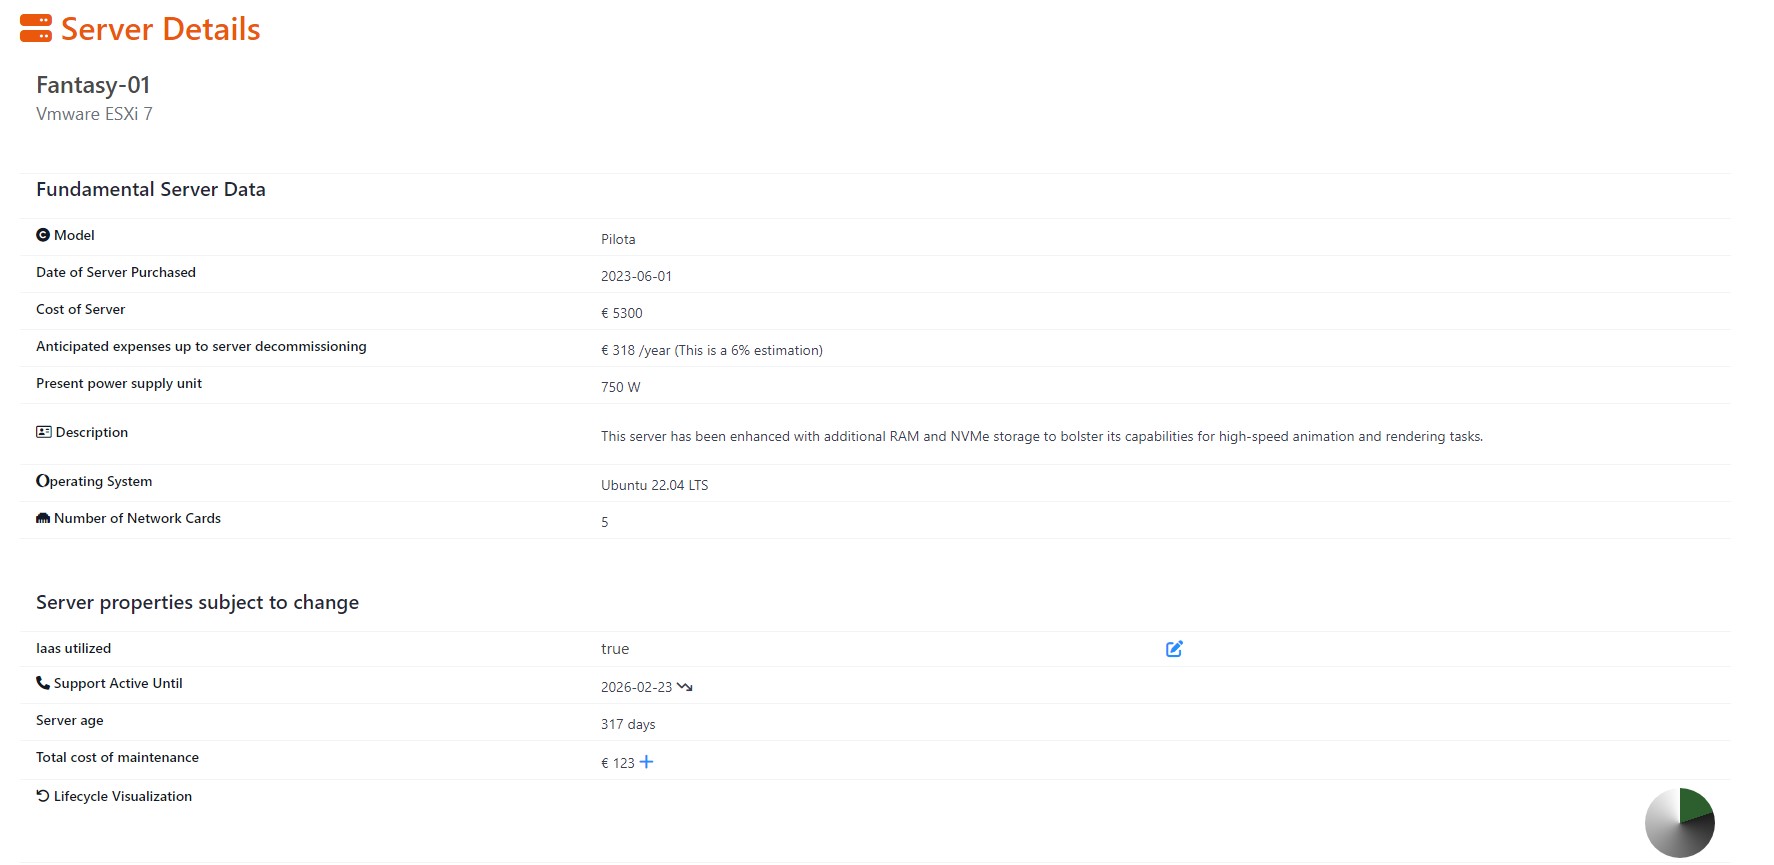 Server Details
Fantasy-01
Vmware ESXi 7
Fundamental Server Data
Model
Pilota
Date of Server Purchased
2023-06-01
Cost of Server
€ 5300
Anticipated expenses up to server decommissioning
€ 318 /year (This is a 6% estimation)
Present power supply unit
750 W
Description
This server has been enhanced with additional RAM and NVMe storage to bolster its capabilities for high-speed animation and rendering tasks.
Operating System
Ubuntu 22.04 LTS
Number of Network Cards
5
Server properties subject to change
Iaas utilized
true
Support Active Until
2026-02-23
Server age
317 days
Total cost of maintenance
€ 123
Lifecycle Visualization